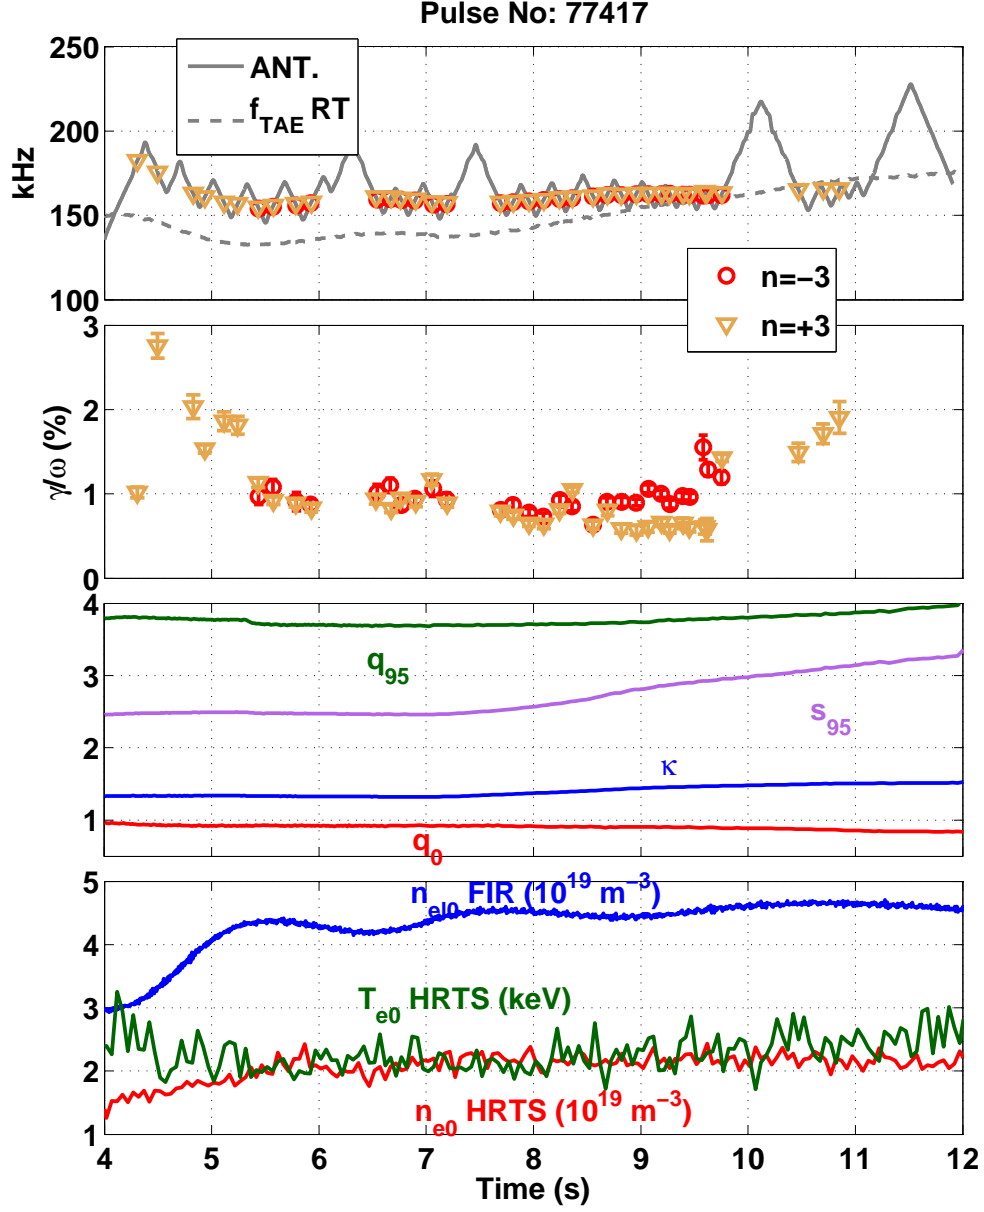 Pulse No: 77417
250
200
150
100
kHz
ANT.
f_TAE RT
n=−3
n=+3
3
2
1
0
γ/ω (%)
4
3
2
1
q_95
s_95
κ
q_0
5
4
3
2
1
n_el0 FIR (10^19 m^−3)
T_e0 HRTS (keV)
n_e0 HRTS (10^19 m^−3)
4 5 6 7 8 9 10 11 12
Time (s)